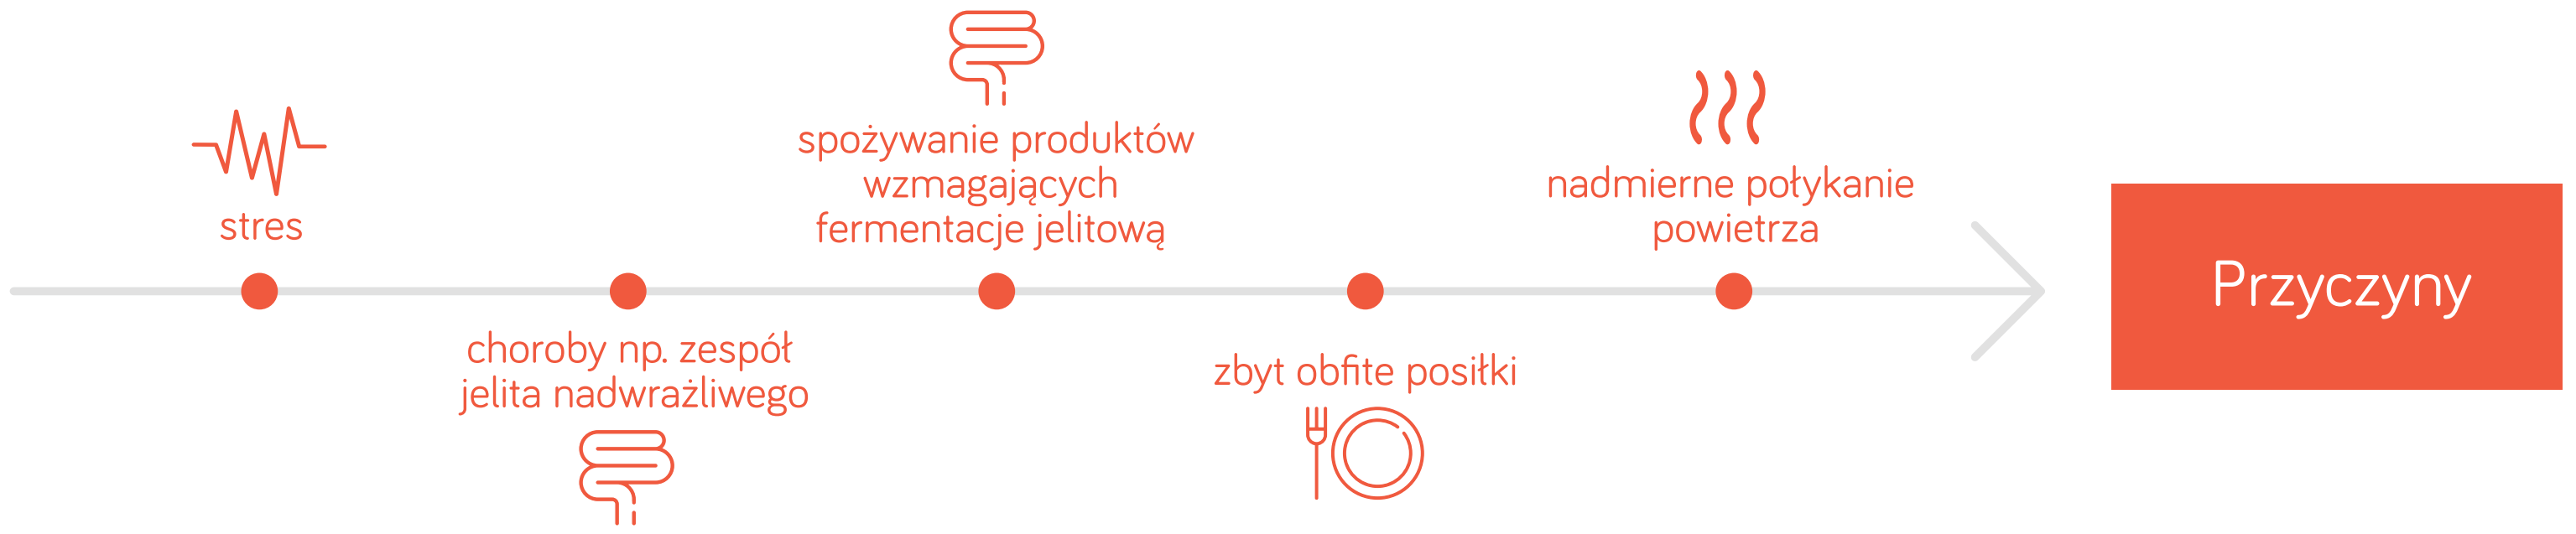 stres
choroby np. zespół
jelita nadwrażliwego
spożywanie produktów
wzmagających
fermentacje jelitową
zbyt obfite posiłki
nadmierne połykanie
powietrza
Przyczyny